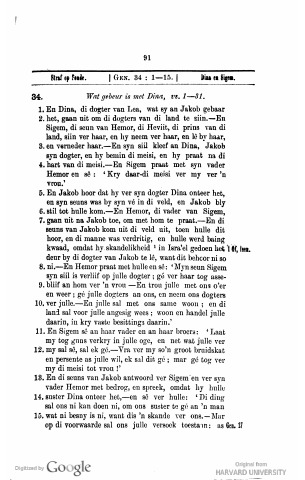 91
Straf op Fonde.
[GEN. 34 : 1—15.]
Dina en Sigem.
34. Wat gebeur is met Dina, vs. 1—31.
1. En Dina, di dogter van Lea, wat sy an Jakob gebaar
2. het, gaan uit om di dogters van di land te siin.—En
Sigem, di seun van Hemor, di Heviit, di prins van di
land, siin ver haar, en hy neem ver haar, en lê by haar,
3. en verneder haar.—En syn siil kleef an Dina, Jakob
syn dogter, en hy bemin di meisi, en hy praat na di
4. hart van di meisi.—En Sigem praat met syn vader
Hemor en sê : 'Kry daar-di meisi ver my ver 'n
vrou.'
5. En Jakob hoor dat hy ver syn dogter Dina onteer het,
en syn seuns was by syn vé in di veld, en Jakob bly
6. stil tot hulle kom.—En Hemor, di vader van Sigem,
7. gaan uit na Jakob toe, om met hom te praat.—En di
seuns van Jakob kom uit di veld uit, toen hulle dit
hoor, en di manne was verdritig, en hulle werd baing
kwaad, omdat hy skandelikheid ¹ in Isra'el gedoen het, 1 Of, teen.
deur by di dogter van Jakob te lê, want dit behoor ni so
8. ni.—En Hemor praat met hulle en sê: 'Myn seun Sigem
syn siil is verliif op julle dogter; gé ver haar tog asse-
9. bliif an hom ver 'n vrou—En trou julle met ons o'er
en weer; gé julle dogters an ons, en neem ons dogters
10. ver julle.—En julle sal met ons same woon ; en di
land sal voor julle angesig wees ; woon en handel julle
daarin, in kry vaste besittings daarin.'
11. En Sigem sê an haar vader en an haar broers: 'Laat
my tog guns verkry in julle oge, en net wat julle ver
12. my sal sé, sal ek gé.—Vra ver my so'n groot bruidskat
en persente as julle wil, ek sal dit gé ; mar gé tog ver
my di meisi tot vrou !'
13. En di seuns van Jakob antwoord ver Sigem en ver syn
vader Hemor met bedrog, en spreek, omdat hy hulle
14. suster Dina onteer het,—en sê ver hulle: 'Di ding
sal ons ni kan doen ni, om ons suster te gé an 'n man
15. wat ni besny is ni, want dis 'n skande ver ons.—Mar
op di voorwaarde sal ons julle versoek toestaan: as Gen. 17
Digitized by Google
Original from
HARVARD UNIVERSITY